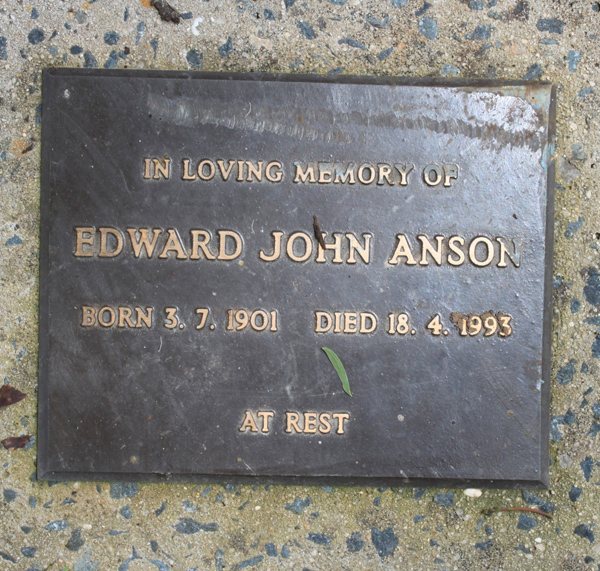 IN LOVING MEMORY OF
EDWARD JOHN ANSON
BORN 3. 7. 1901 DIED 18. 4. 1993
AT REST